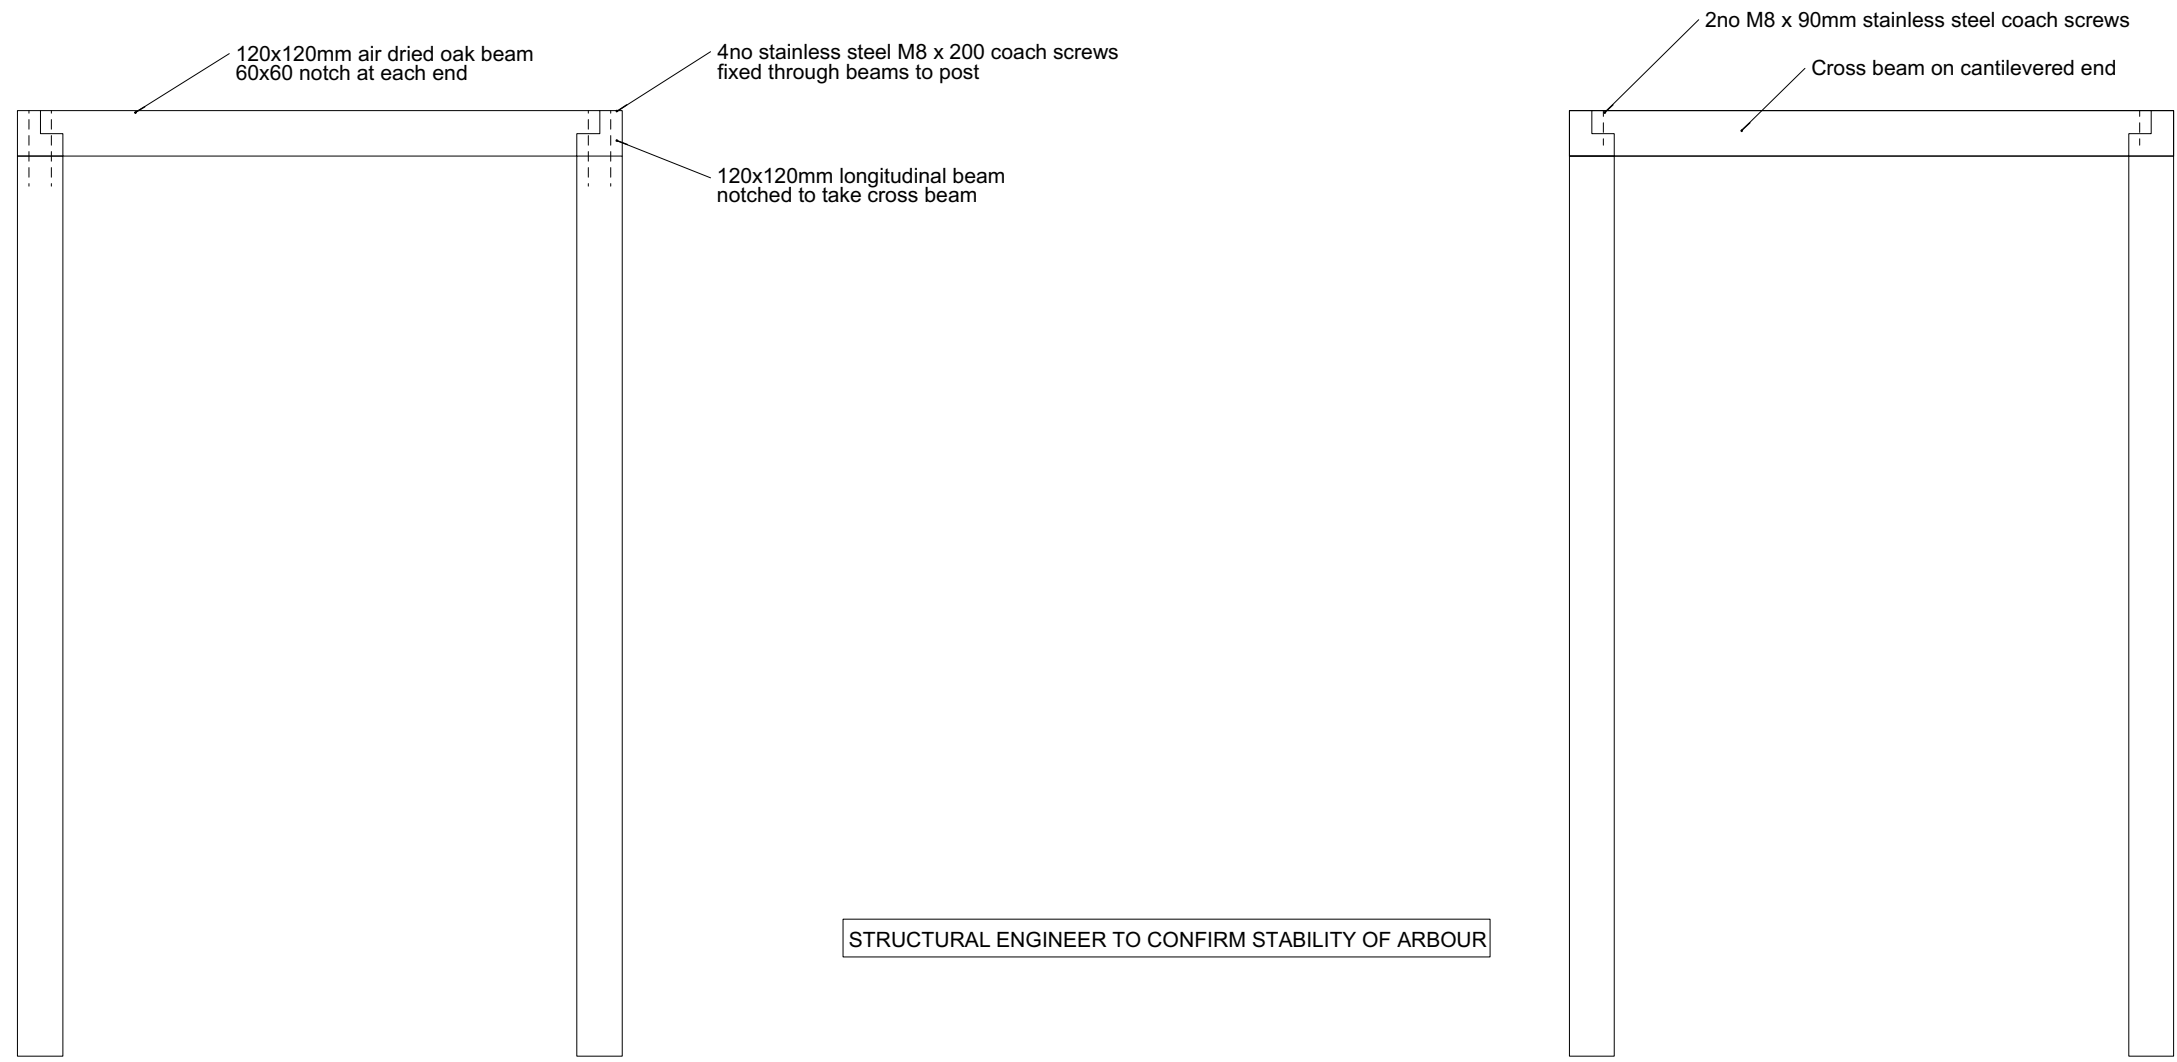 120x120mm air dried oak beam
60x60 notch at each end
4no stainless steel M8 x 200 coach screws
fixed through beams to post
120x120mm longitudinal beam
notched to take cross beam
2no M8 x 90mm stainless steel coach screws
Cross beam on cantilevered end
STRUCTURAL ENGINEER TO CONFIRM STABILITY OF ARBOUR